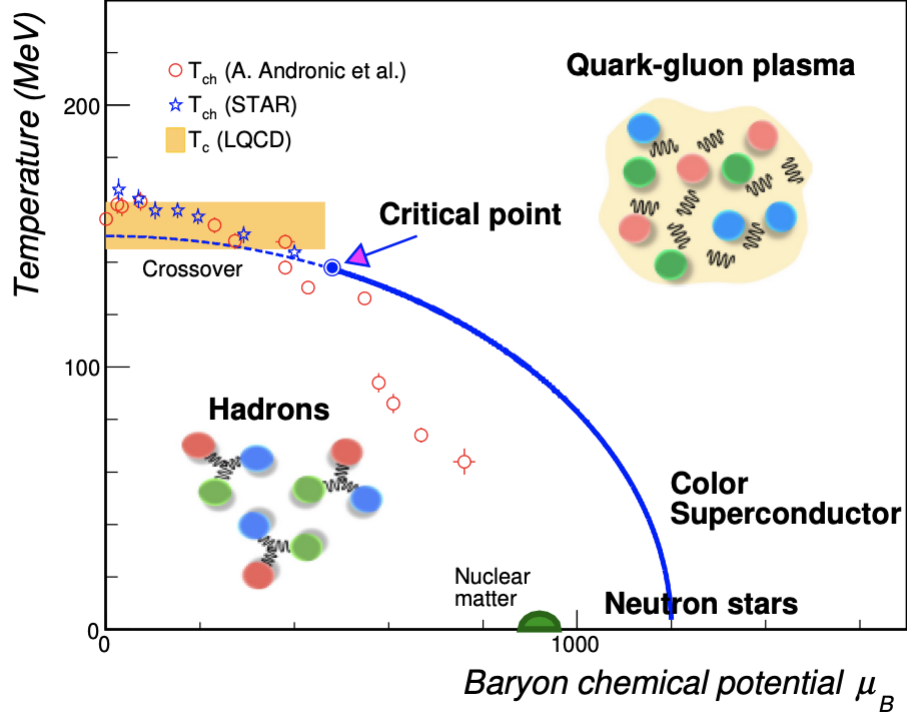 Temperature (MeV)
200
100
0
T_ch (A. Andronic et al.)
T_ch (STAR)
T_c (LQCD)
Quark-gluon plasma
Critical point
Crossover
Hadrons
Color
Superconductor
Nuclear
matter
Neutron stars
0
1000
Baryon chemical potential μ_B